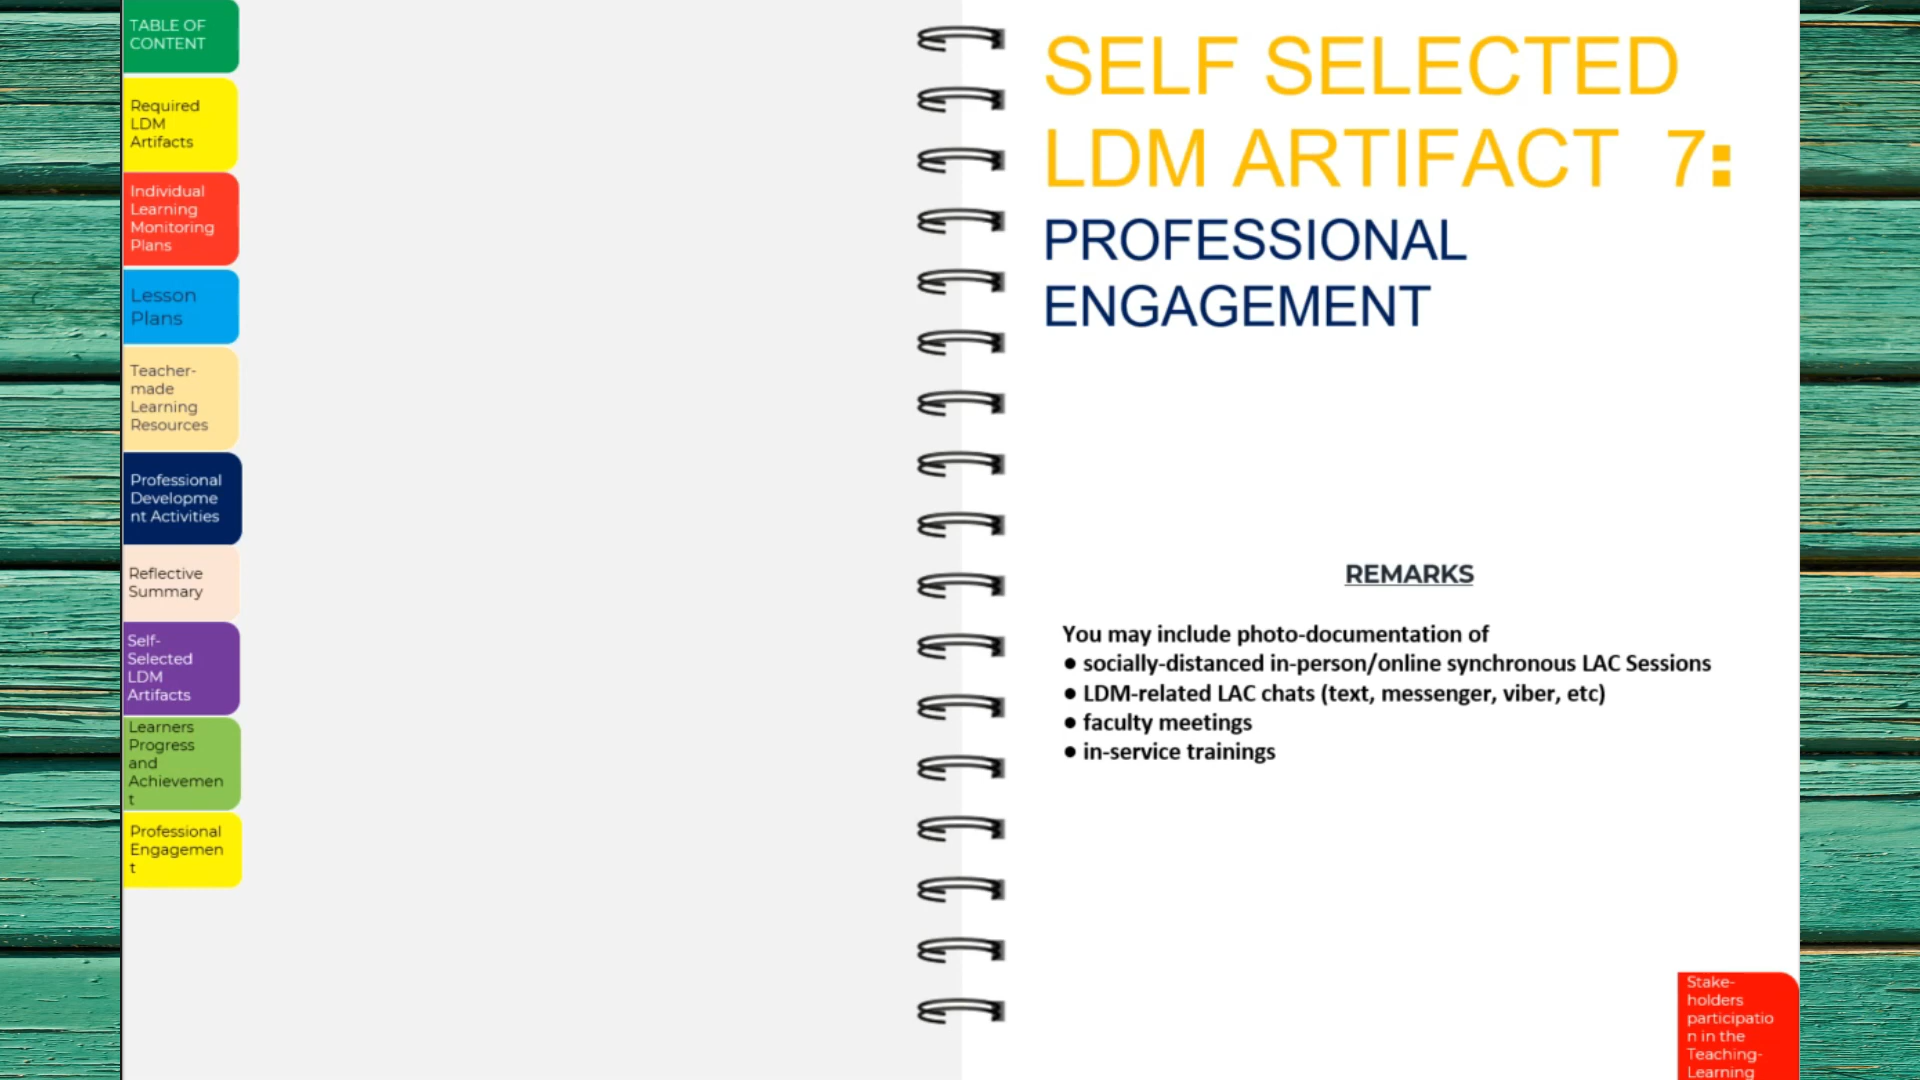 TABLE OF
CONTENT
Required
LDM
Artifacts
Individual
Learning
Monitoring
Plans
Lesson
Plans
Teacher-
made
Learning
Resources
Professional
Developme
nt Activities
Reflective
Summary
Self-
Selected
LDM
Artifacts
Learners
Progress
and
Achievemen
t
Professional
Engagemen
t
SELF SELECTED
LDM ARTIFACT 7:
PROFESSIONAL
ENGAGEMENT
REMARKS
You may include photo-documentation of
• socially-distanced in-person/online synchronous LAC Sessions
• LDM-related LAC chats (text, messenger, viber, etc)
• faculty meetings
• in-service trainings
Stake-
holders
participatio
n in the
Teaching-
Learning